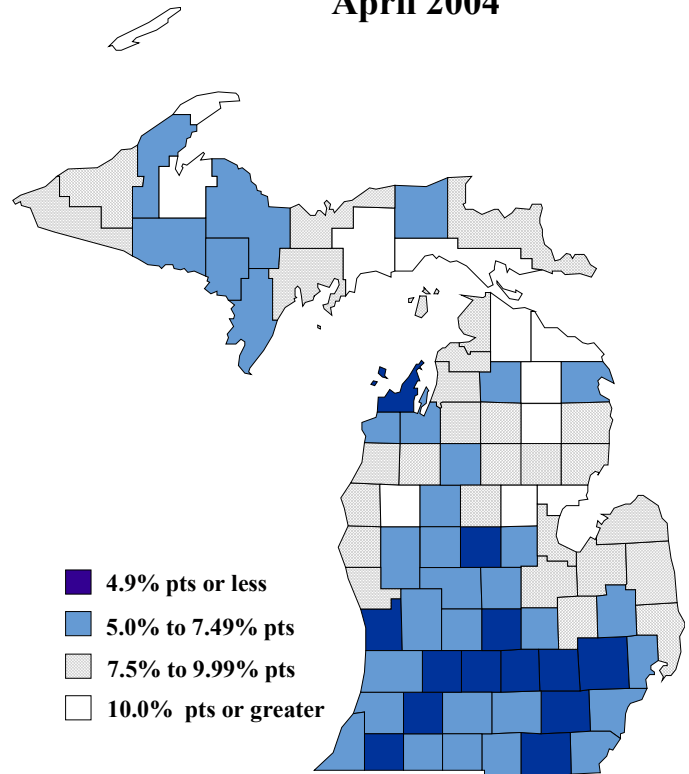 April 2004
4.9% pts or less
5.0% to 7.49% pts
7.5% to 9.99% pts
10.0% pts or greater